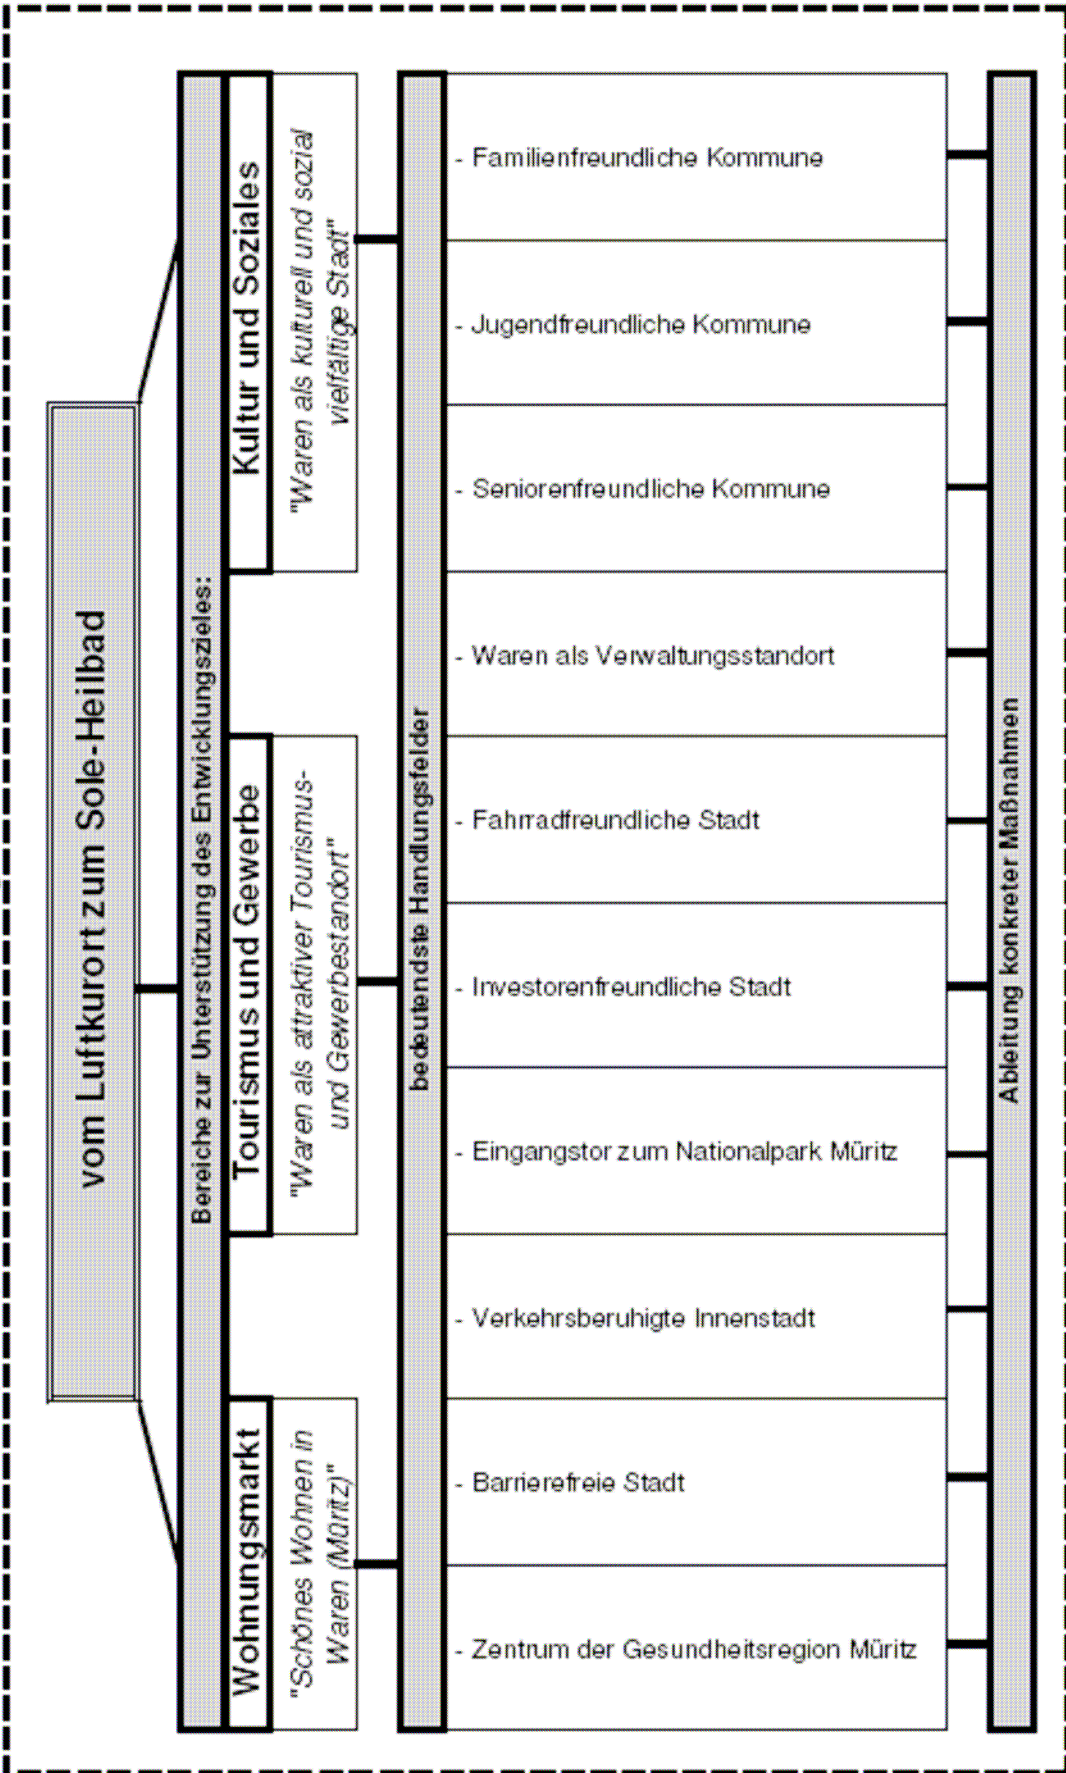 vom Luftkurort zum Sole-Heilbad
Bereiche zur Unterstützung des Entwicklungszieles:
Wohnungsmarkt
"Schönes Wohnen in
Waren (Müritz)"
Tourismus und Gewerbe
"Waren als attraktiver Tourismus-
und Gewerbestandort"
Kultur und Soziales
"Waren als kulturell und sozial
vielfältige Stadt"
bedeutendste Handlungsfelder
- Familienfreundliche Kommune
- Jugendfreundliche Kommune
- Seniorenfreundliche Kommune
- Waren als Verwaltungsstandort
- Fahrradfreundliche Stadt
- Investorenfreundliche Stadt
- Eingangstor zum Nationalpark Müritz
- Verkehrsberuhigte Innenstadt
- Barrierefreie Stadt
- Zentrum der Gesundheitsregion Müritz
Ableitung konkreter Maßnahmen